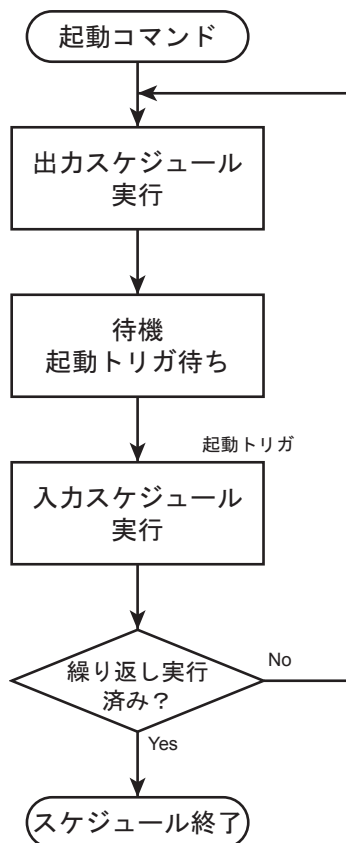 起動コマンド
出力スケジュール
実行
待機
起動トリガ待ち
起動トリガ
入力スケジュール
実行
繰り返し実行
済み？
No
Yes
スケジュール終了